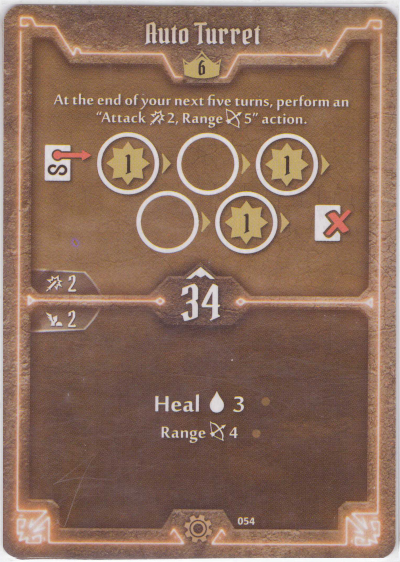 Auto Turret
6
At the end of your next five turns, perform an
"Attack 2, Range 5" action.
1 1
1
2
34
2
Heal 3
Range 4
054